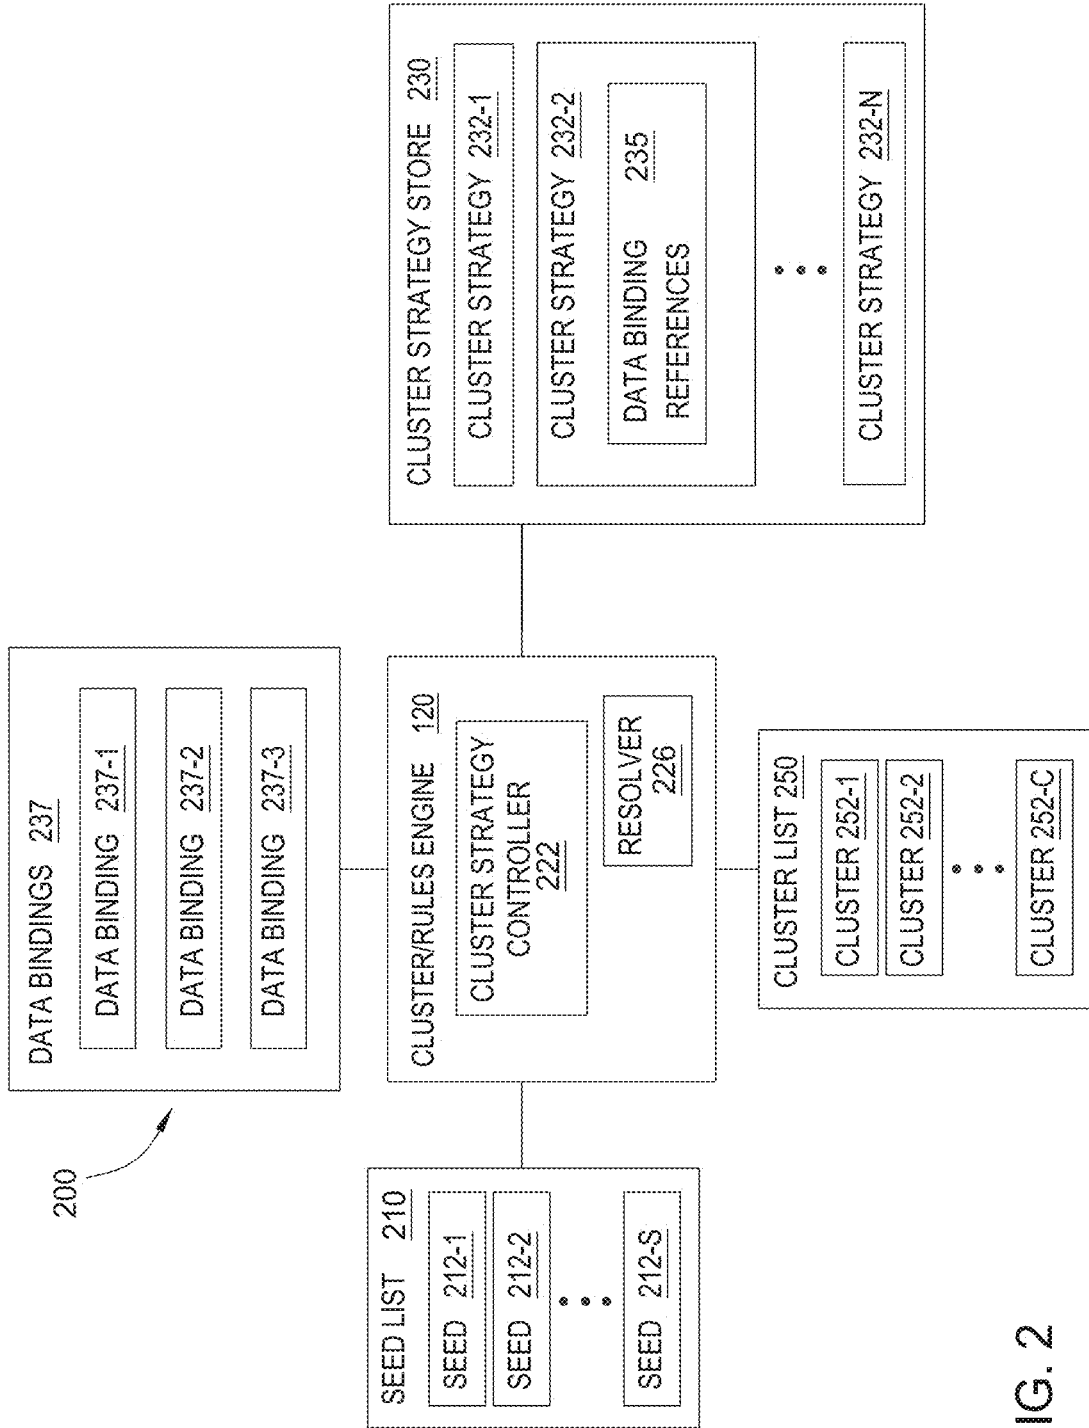 200
DATA BINDINGS 237
DATA BINDING 237-1
DATA BINDING 237-2
DATA BINDING 237-3
SEED LIST 210
SEED 212-1
SEED 212-2
SEED 212-S
CLUSTER/RULES ENGINE 120
CLUSTER STRATEGY
CONTROLLER
222
RESOLVER
226
CLUSTER STRATEGY STORE 230
CLUSTER STRATEGY 232-1
CLUSTER STRATEGY 232-2
DATA BINDING 235
REFERENCES
CLUSTER STRATEGY 232-N
CLUSTER LIST 250
CLUSTER 252-1
CLUSTER 252-2
CLUSTER 252-C
IG. 2